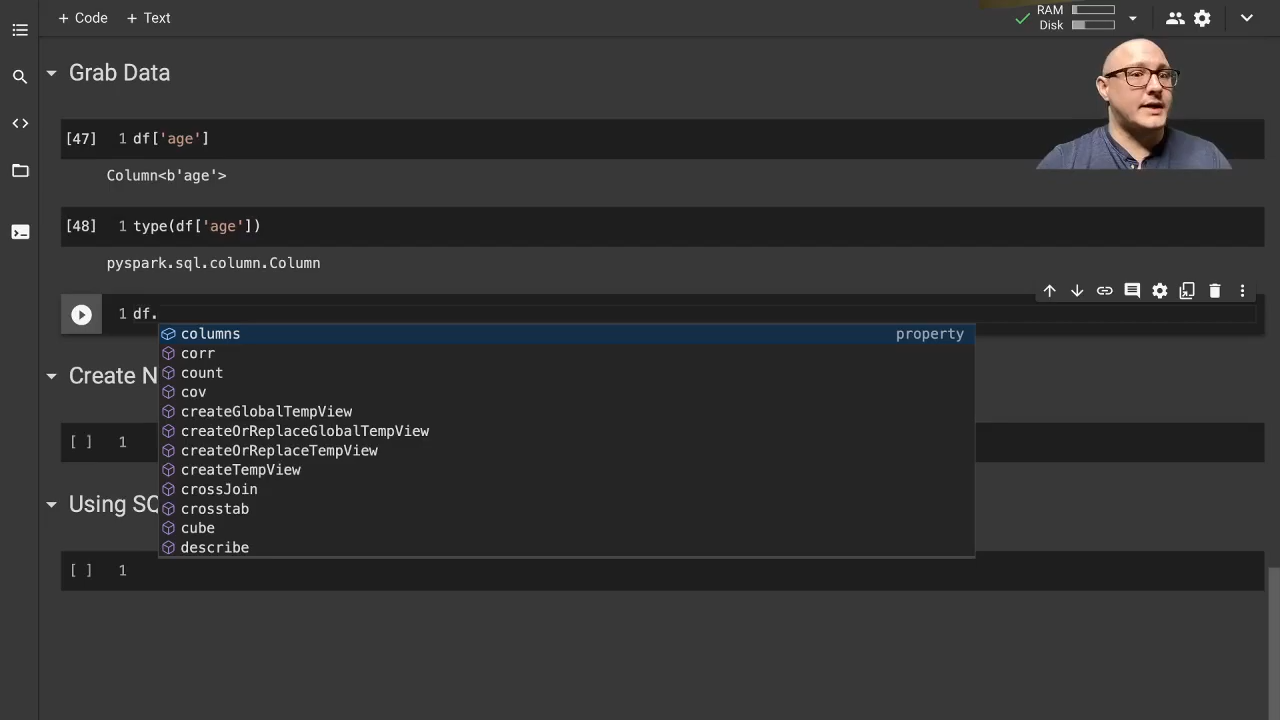 + Code + Text
RAM
Disk
Grab Data
[47] 1 df['age']
Column<b'age'>
[48] 1 type(df['age'])
pyspark.sql.column.Column
1 df.
columns property
corr
count
cov
createGlobalTempView
createOrReplaceGlobalTempView
createOrReplaceTempView
createTempView
crossJoin
crosstab
cube
describe
Create N
[ ] 1
Using SQ
[ ] 1